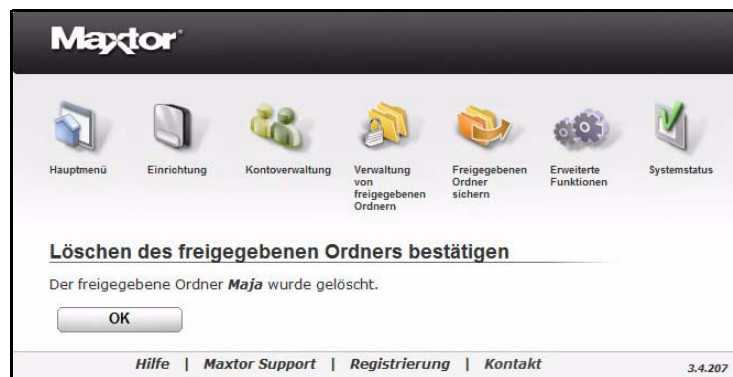 Maxtor
Hauptmenü
Einrichtung
Kontoverwaltung
Verwaltung
von
freigegebenen
Ordnern
Freigegebenen
Ordner
sichern
Erweiterte
Funktionen
Systemstatus
Löschen des freigegebenen Ordners bestätigen
Der freigegebene Ordner Maja wurde gelöscht.
OK
Hilfe | Maxtor Support | Registrierung | Kontakt
3.4.207